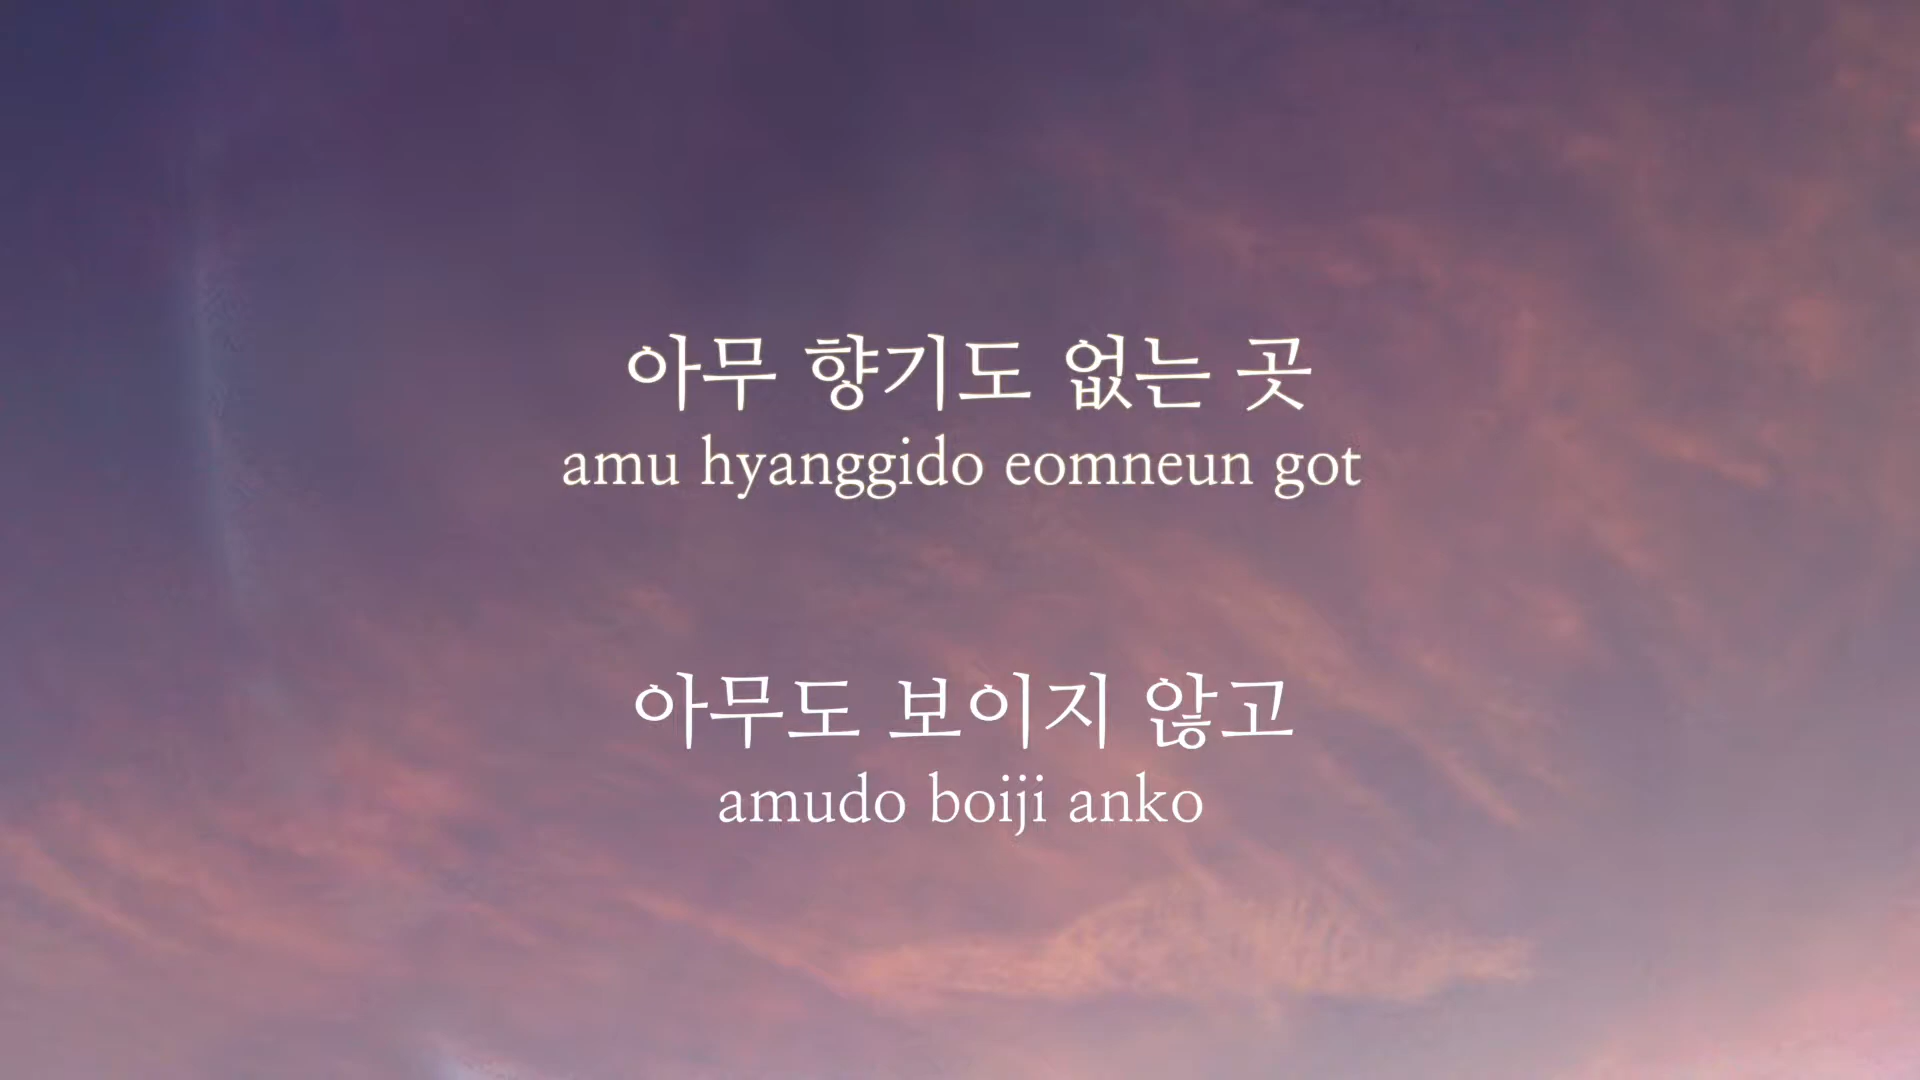 아무 향기도 없는 곳
amu hyanggido eomneun got
아무도 보이지 않고
amudo boiji anko